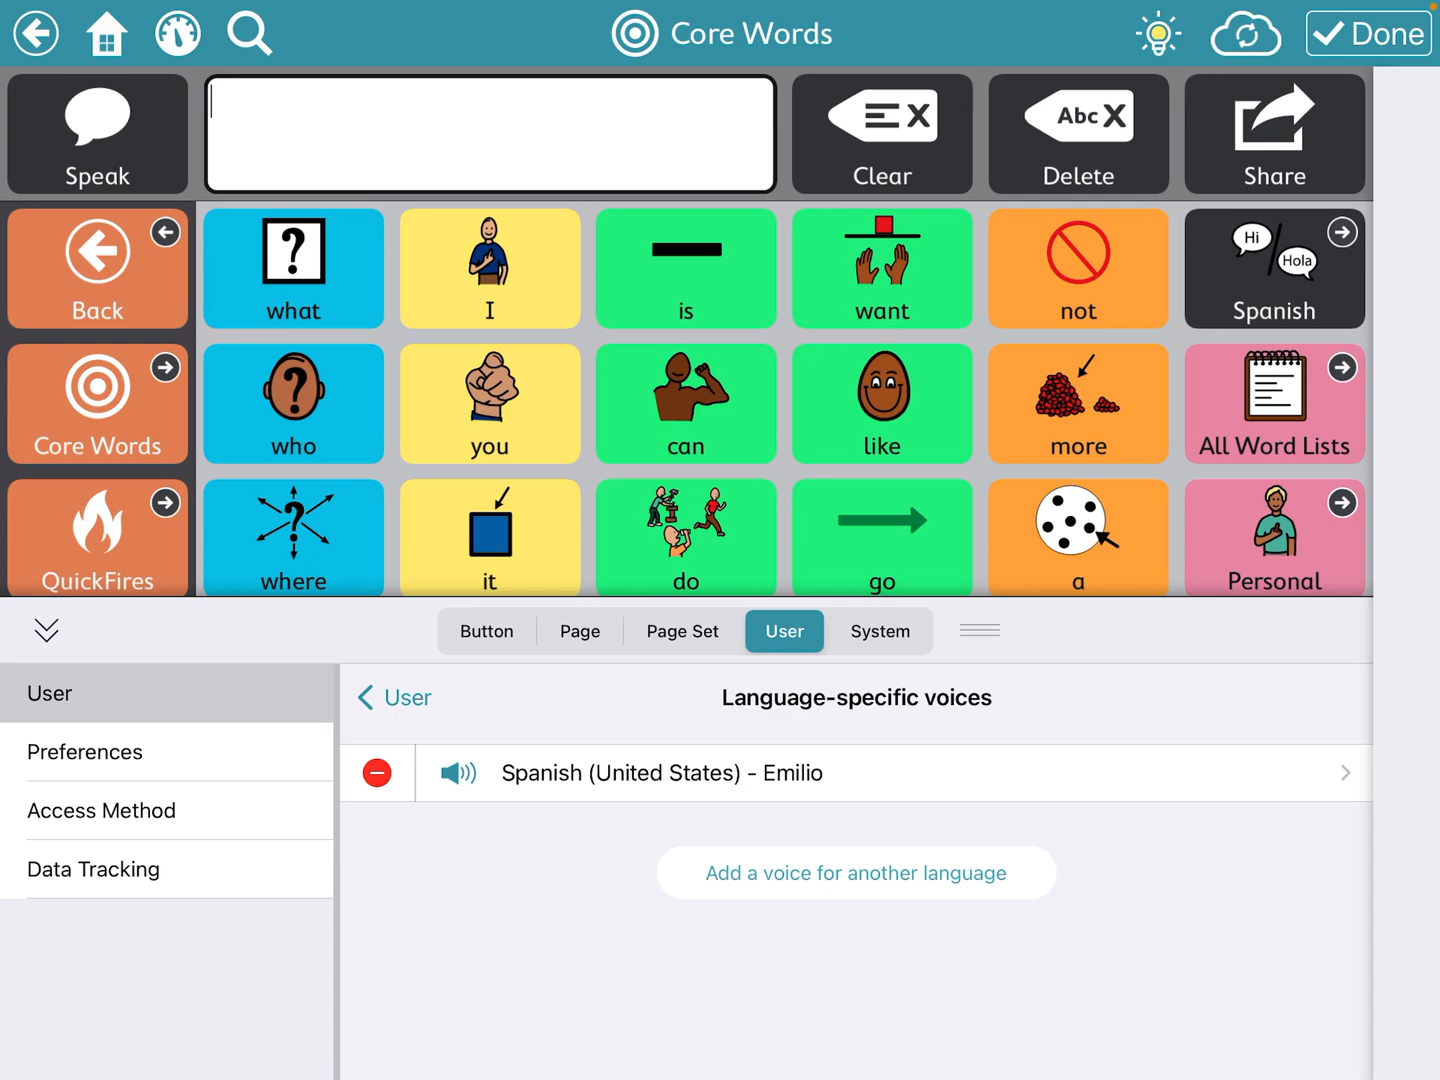 Core Words
Done
Speak
Abc X
Clear
Delete
Share
Back
? what
I
is
want
not
Hi
Hola
Spanish
Core Words
? who
you
can
like
more
All Word Lists
QuickFires
? where
it
do
go
a
Personal
Button
Page
Page Set
User
System
User
Preferences
Access Method
Data Tracking
User
Language-specific voices
Spanish (United States) - Emilio
Add a voice for another language